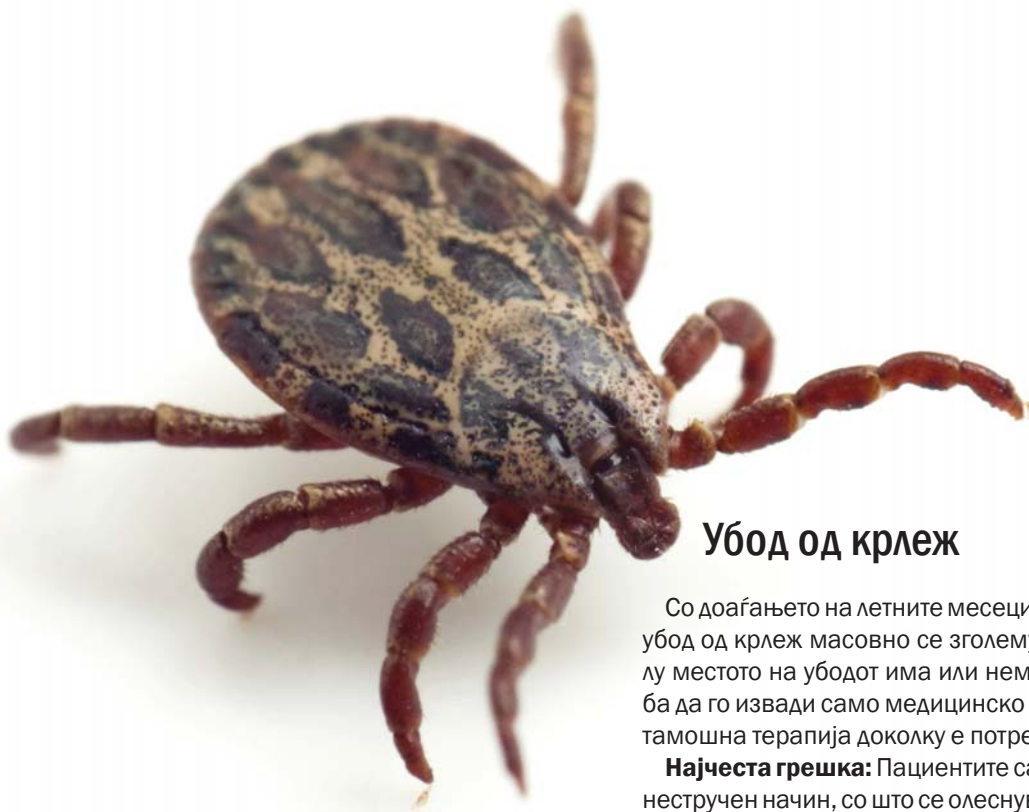 Убод од крлеж
Со доаѓањето на летните месеци
убод од крлеж масовно се
лу местото на убодот има или
ба да го извади само медицинско
тамошна терапија доколку е
Најчеста грешка: Пациентите
нестручен начин, со што се